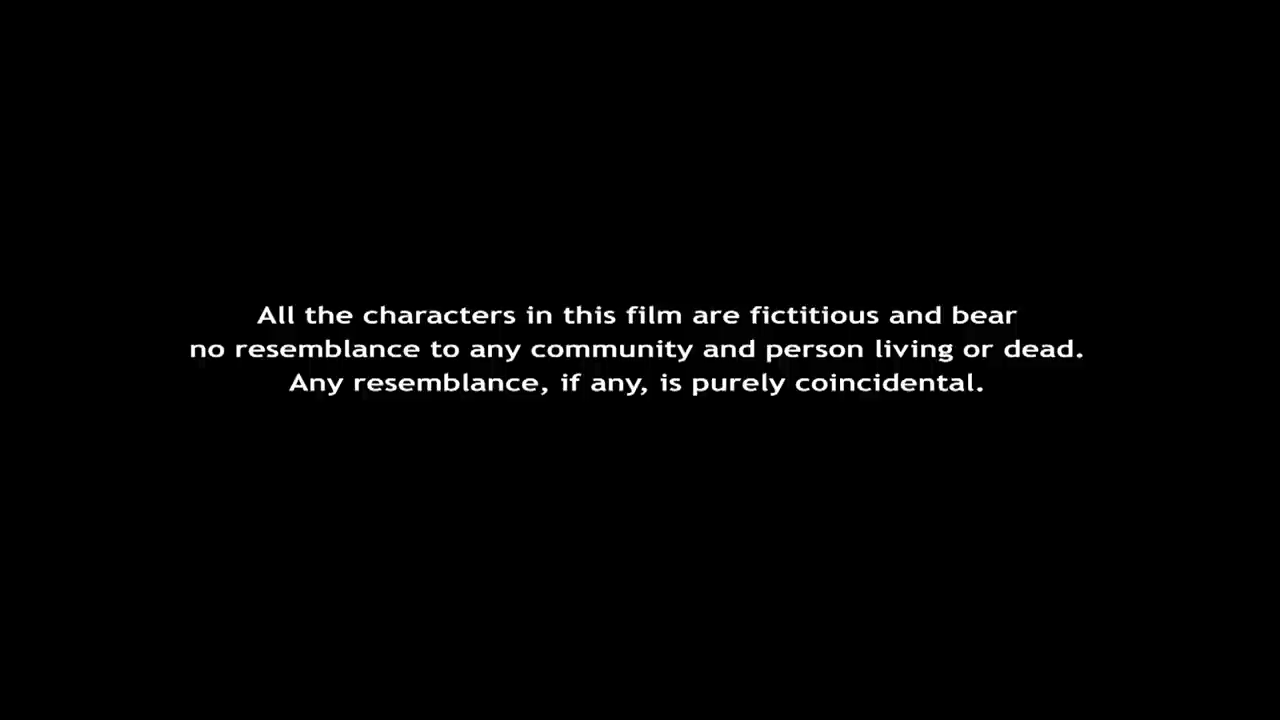 All the characters in this film are fictitious and bear
no resemblance to any community and person living or dead.
Any resemblance, if any, is purely coincidental.